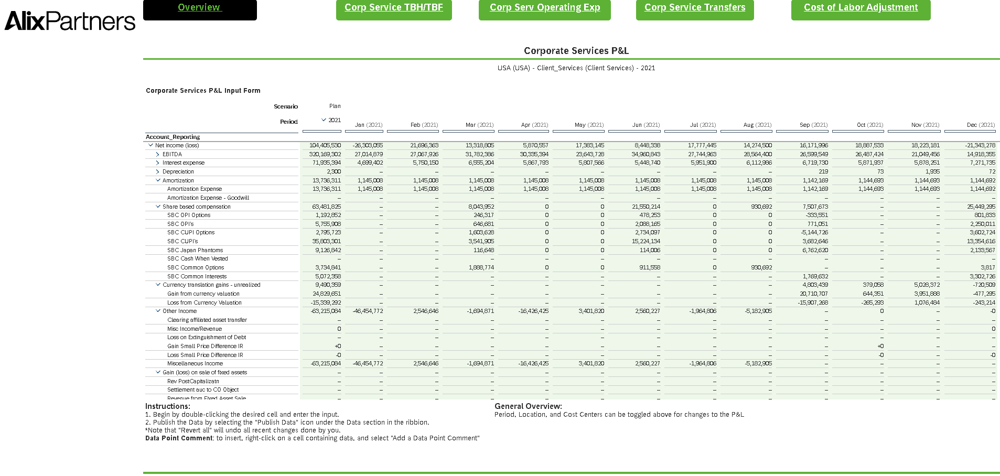 Overview
Corp Service TBH/TBF
Corp Serv Operating Exp
Corp Service Transfers
Cost of Labor Adjustment
AlixPartners
Corporate Services P&L
USA (USA) - Client_Services (Client Services) - 2021
Corporate Services P&L Input Form
Scenario Plan
Period 2021 Jan (2021) Feb (2021) Mar (2021) Apr (2021) May (2021) Jun (2021) Jul (2021) Aug (2021) Sep (2021) Oct (2021) Nov (2021) Dec (2021)
Account_Reporting
Net income (loss) 104,405,530 -26,303,055 21,696,363 13,318,805 5,870,557 17,383,145 8,448,338 17,777,445 14,274,500 16,171,996 18,887,533 18,223,181 -21,343,278
EBITDA 320,169,302 27,014,879 27,067,926 31,782,386 30,335,394 23,643,728 34,960,843 27,744,963 28,564,400 26,599,549 26,487,424 21,049,456 14,918,355
Interest expense 71,935,394 4,699,402 5,750,150 6,555,204 5,867,793 5,807,566 5,448,740 5,951,900 6,112,986 6,719,730 5,871,937 5,878,251 7,271,735
Depreciation 2,300 – – – – – – – – 219 73 1,935 72
Amortization 13,736,311 1,145,008 1,145,008 1,145,008 1,145,008 1,145,008 1,145,008 1,145,008 1,145,008 1,142,169 1,144,693 1,144,693 1,144,692
Amortization Expense 13,736,311 1,145,008 1,145,008 1,145,008 1,145,008 1,145,008 1,145,008 1,145,008 1,145,008 1,142,169 1,144,693 1,144,693 1,144,692
Amortization Expense - Goodwill – – – – – – – – – – – – –
Share based compensation 63,481,825 – – 8,043,952 0 0 21,550,214 0 930,692 7,507,673 – – 25,449,295
SBC OPI Options 1,192,852 – – 246,317 0 0 478,253 0 0 -333,551 – – 801,833
SBC OPI's 5,755,908 – – 646,681 0 0 2,088,165 0 0 771,051 – – 2,250,011
SBC CUPI Options 2,795,723 – – 1,603,628 0 0 2,734,097 0 0 -5,144,726 – – 3,602,724
SBC CUPI's 35,803,301 – – 3,541,905 0 0 15,224,134 0 0 3,682,646 – – 13,354,616
SBC Japan Phantoms 9,126,842 – – 116,648 0 0 114,006 0 0 6,762,620 – – 2,133,567
SBC Cash When Vested – – – – – – – – – – – – –
SBC Common Options 3,734,841 – – 1,888,774 0 0 911,558 0 930,692 – – – 3,817
SBC Common Interests 5,072,358 – – – – – – – – 1,769,632 – – 3,302,726
Currency translation gains - unrealized 9,490,359 – – – – – – – – 4,803,439 379,058 5,028,372 -720,509
Gain from currency valuation 24,829,651 – – – – – – – – 20,710,707 644,351 3,951,888 -477,295
Loss from Currency Valuation -15,339,292 – – – – – – – – -15,907,268 -265,293 1,076,484 -243,214
Other Income -63,215,084 -46,454,772 2,546,646 -1,694,871 -16,426,425 3,401,820 2,560,227 -1,964,806 -5,182,905 – 0 – -0
Clearing affiliated asset transfer – – – – – – – – – – – – –
Misc Income/Revenue 0 – – – – – – – – – – – 0
Loss on Extinguishment of Debt – – – – – – – – – – – – –
Gain Small Price Difference IR +0 – – – – – – – – – +0 – –
Loss Small Price Difference IR -0 – – – – – – – – – -0 – -0
Miscellaneous Income -63,215,084 -46,454,772 2,546,646 -1,694,871 -16,426,425 3,401,820 2,560,227 -1,964,806 -5,182,905 – – – –
Gain (loss) on sale of fixed assets – – – – – – – – – – – – –
Rev PostCapitalizatn – – – – – – – – – – – – –
Settlement auc to CO Object – – – – – – – – – – – – –
Revenue from Fixed Asset Sale – – – – – – – – – – – – –
Instructions:
1. Begin by double-clicking the desired cell and enter the input.
2. Publish the Data by selecting the "Publish Data" icon under the Data section in the ribbion.
*Note that "Revert all" will undo all recent changes done by you.
Data Point Comment: to insert, right-click on a cell containing data, and select "Add a Data Point Comment"
General Overview:
Period, Location, and Cost Centers can be toggled above for changes to the P&L